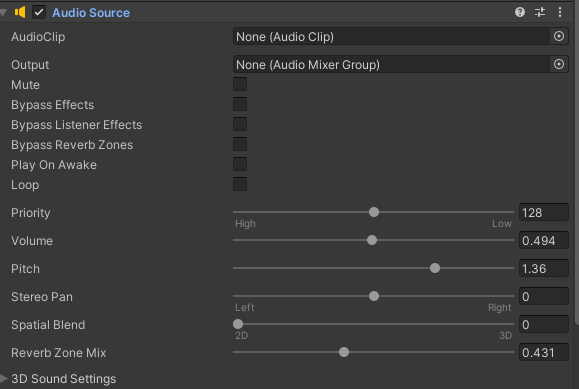 Audio Source
AudioClip None (Audio Clip)
Output None (Audio Mixer Group)
Mute
Bypass Effects
Bypass Listener Effects
Bypass Reverb Zones
Play On Awake
Loop
Priority 128
High Low
Volume 0.494
Pitch 1.36
Stereo Pan 0
Left Right
Spatial Blend 0
2D 3D
Reverb Zone Mix 0.431
3D Sound Settings